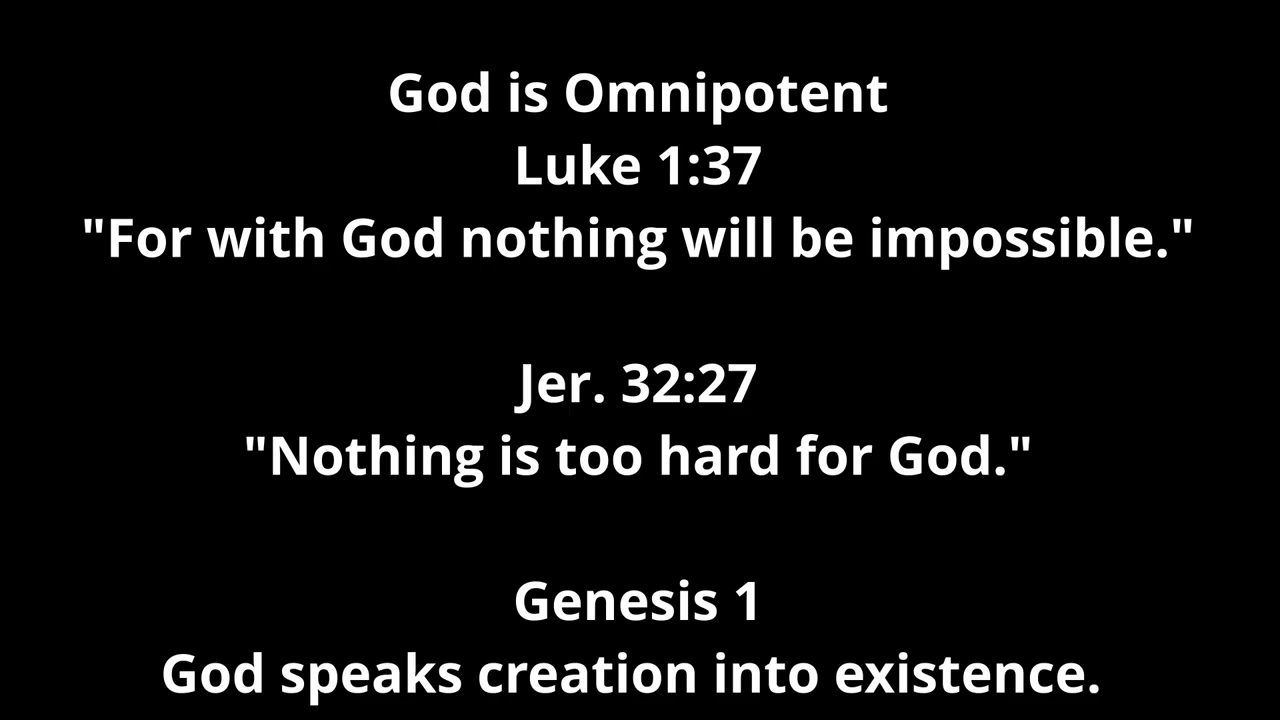 God is Omnipotent
Luke 1:37
"For with God nothing will be impossible."
Jer. 32:27
"Nothing is too hard for God."
Genesis 1
God speaks creation into existence.